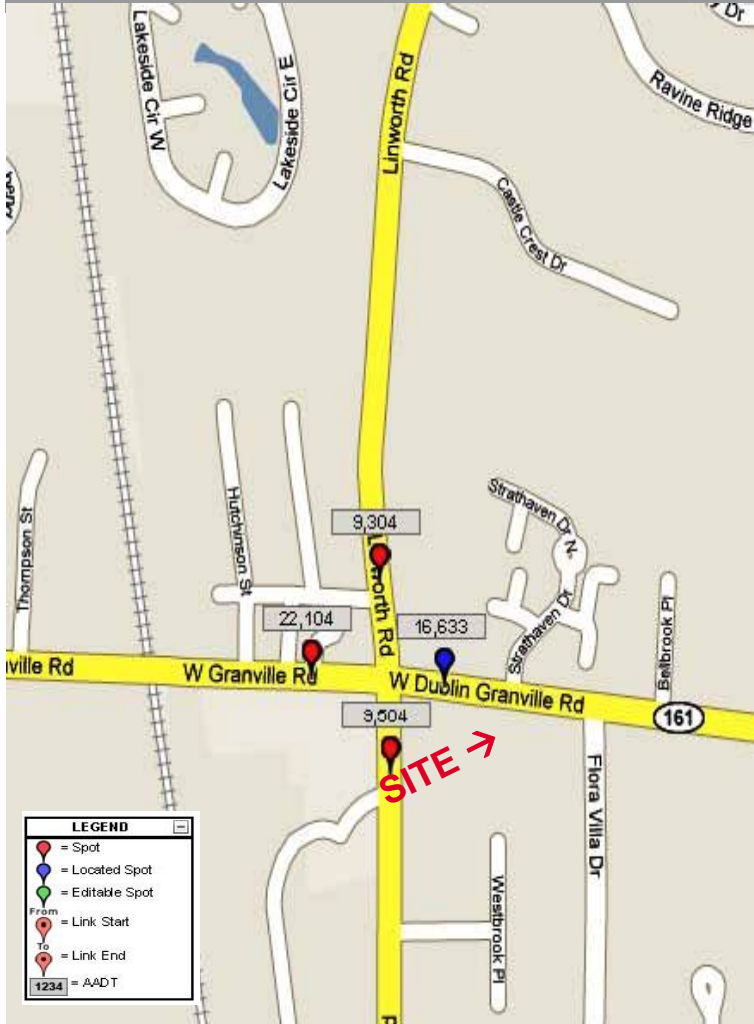 Dr
Lakeside Cir W
Lakeside Cir E
Linworth Rd
Ravine Ridge
Castle Crest Dr
Strathaven Dr N
Thompson St
Hutchinson St
9,304
worth Rd
22,104
16,633
Strathaven Dr
Bellbrook Pl
ville Rd
W Granville Rd
W Dublin Granville Rd
161
9,504
SITE →
Flora Villa Dr
Westbrook Pl
LEGEND
= Spot
= Located Spot
= Editable Spot
From
= Link Start
To
= Link End
1234 = AADT